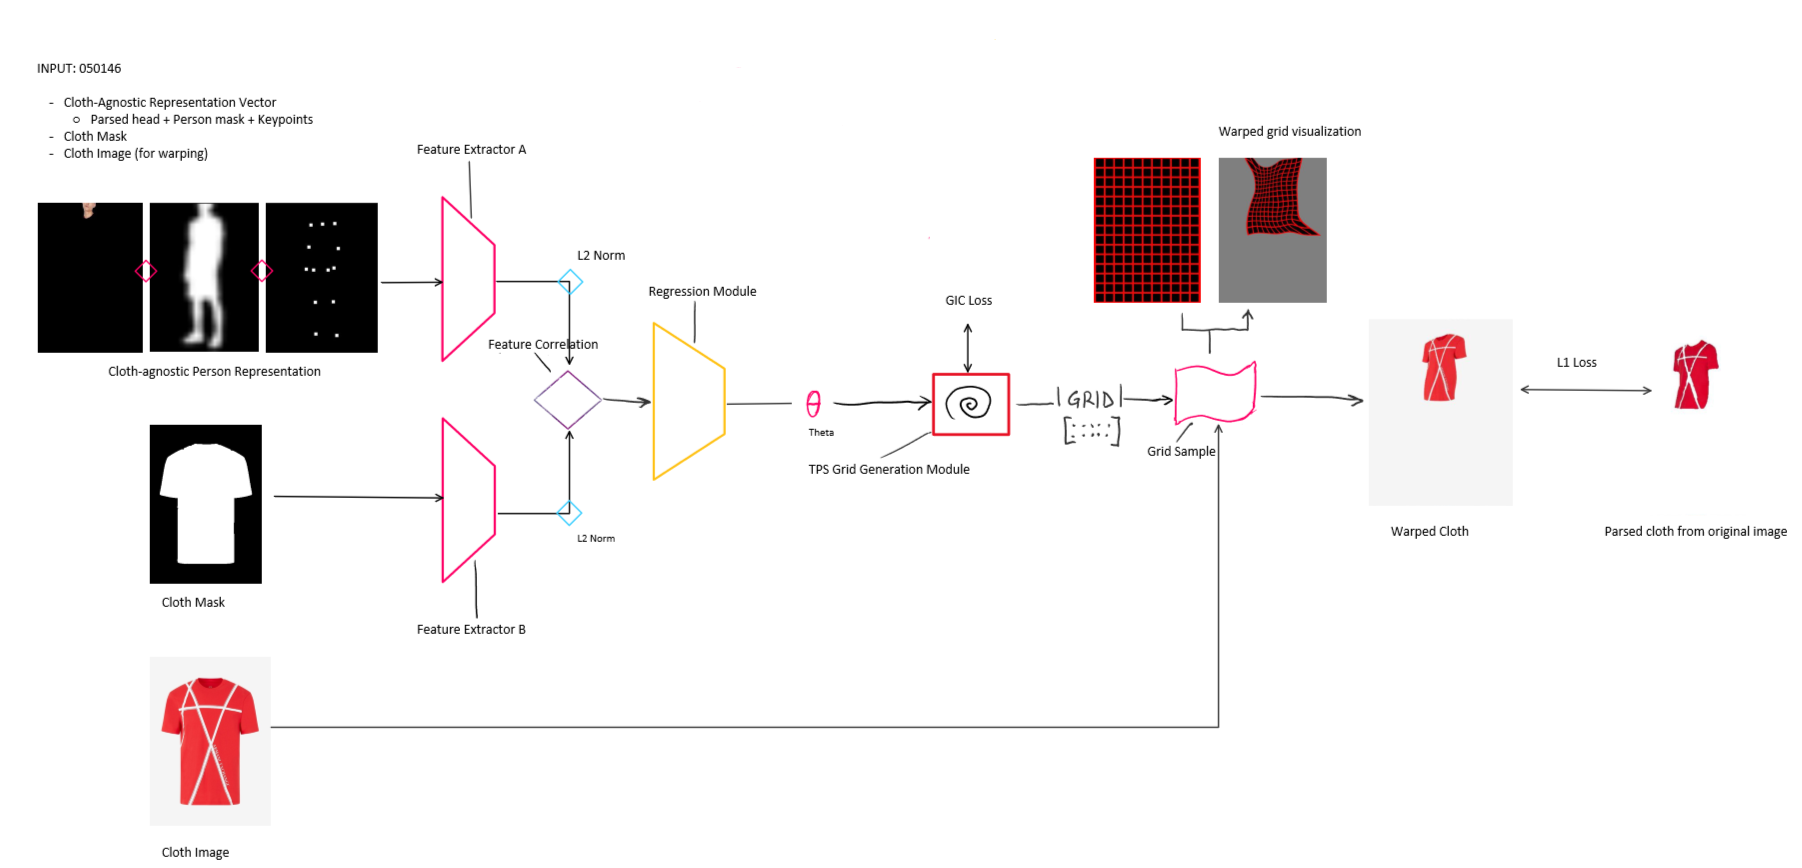 INPUT: 050146
- Cloth-Agnostic Representation Vector
o Parsed head + Person mask + Keypoints
- Cloth Mask
- Cloth Image (for warping)
Feature Extractor A
Warped grid visualization
L2 Norm
Regression Module
GIC Loss
Feature Correlation
Cloth-agnostic Person Representation
L1 Loss
θ
Theta
|GRID|
[:::::]
Grid Sample
TPS Grid Generation Module
Warped Cloth
Parsed cloth from original image
L2 Norm
Cloth Mask
Feature Extractor B
Cloth Image